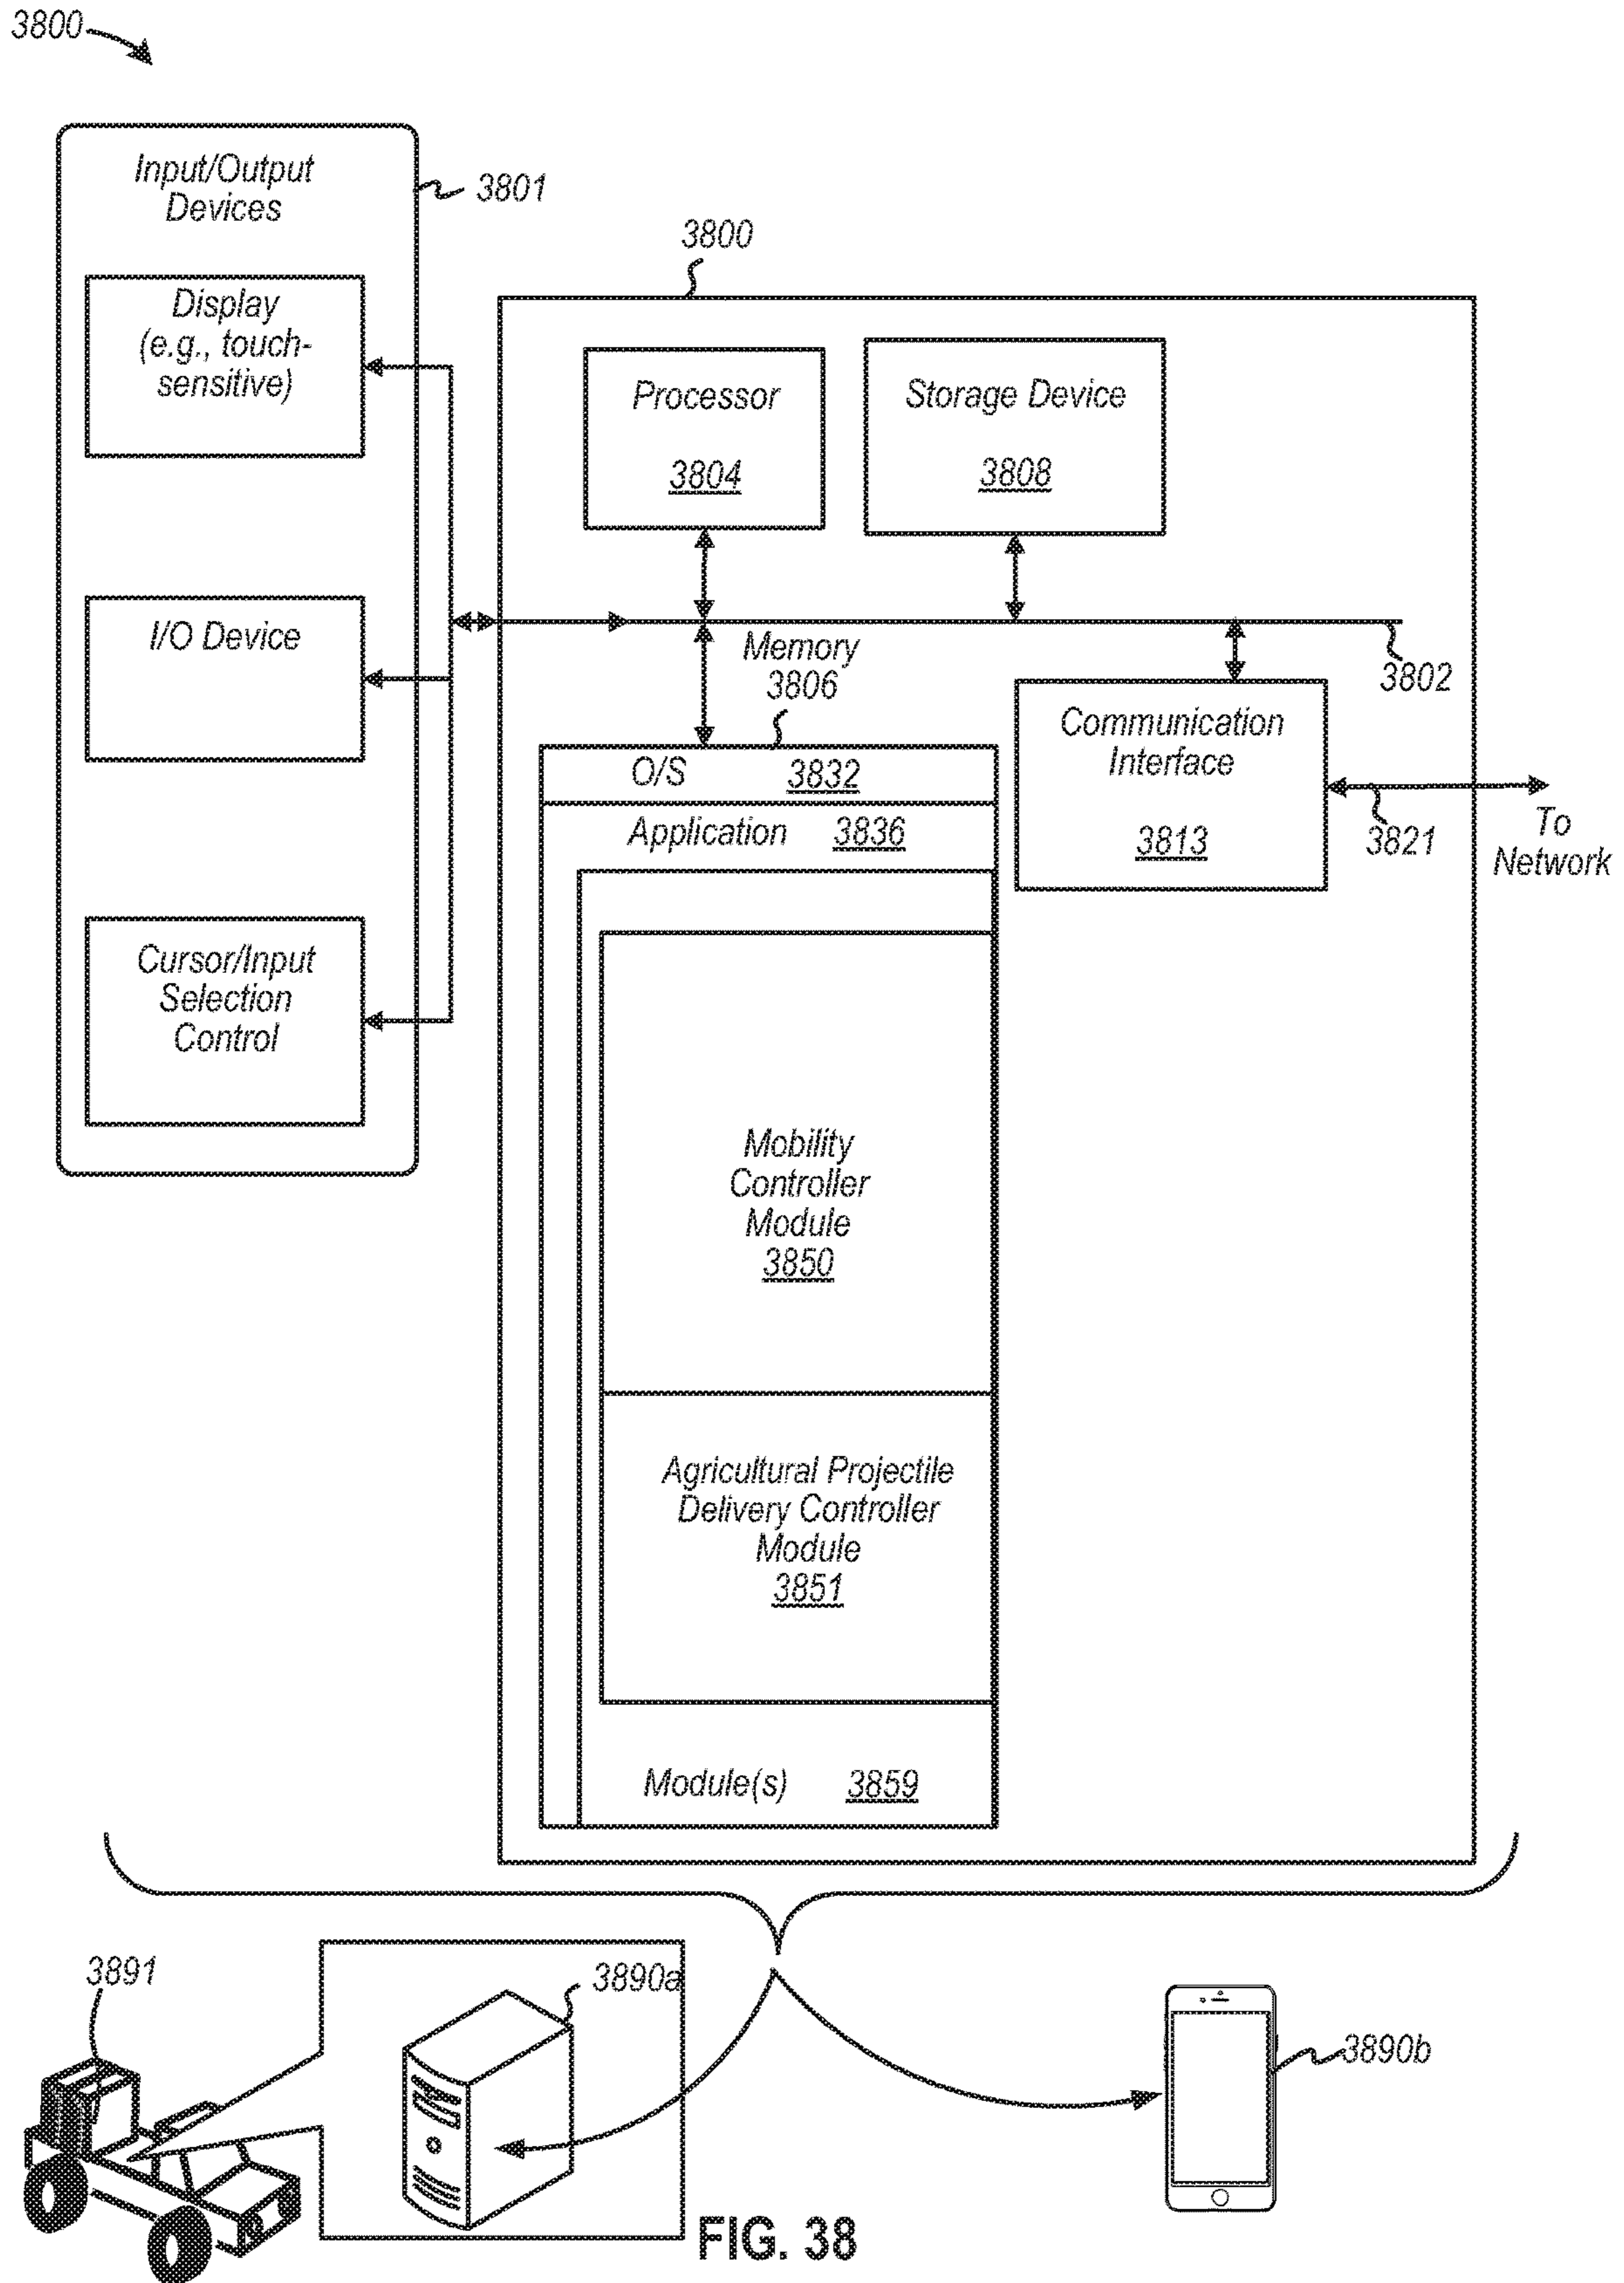 3800
Input/Output
Devices
3801
Display
(e.g., touch-
sensitive)
I/O Device
Cursor/Input
Selection
Control
3800
Processor
3804
Storage Device
3808
Memory
3806
3802
Communication
Interface
3813
3821
To
Network
O/S 3832
Application 3836
Mobility
Controller
Module
3850
Agricultural Projectile
Delivery Controller
Module
3851
Module(s) 3859
3891
3890a
3890b
FIG. 38